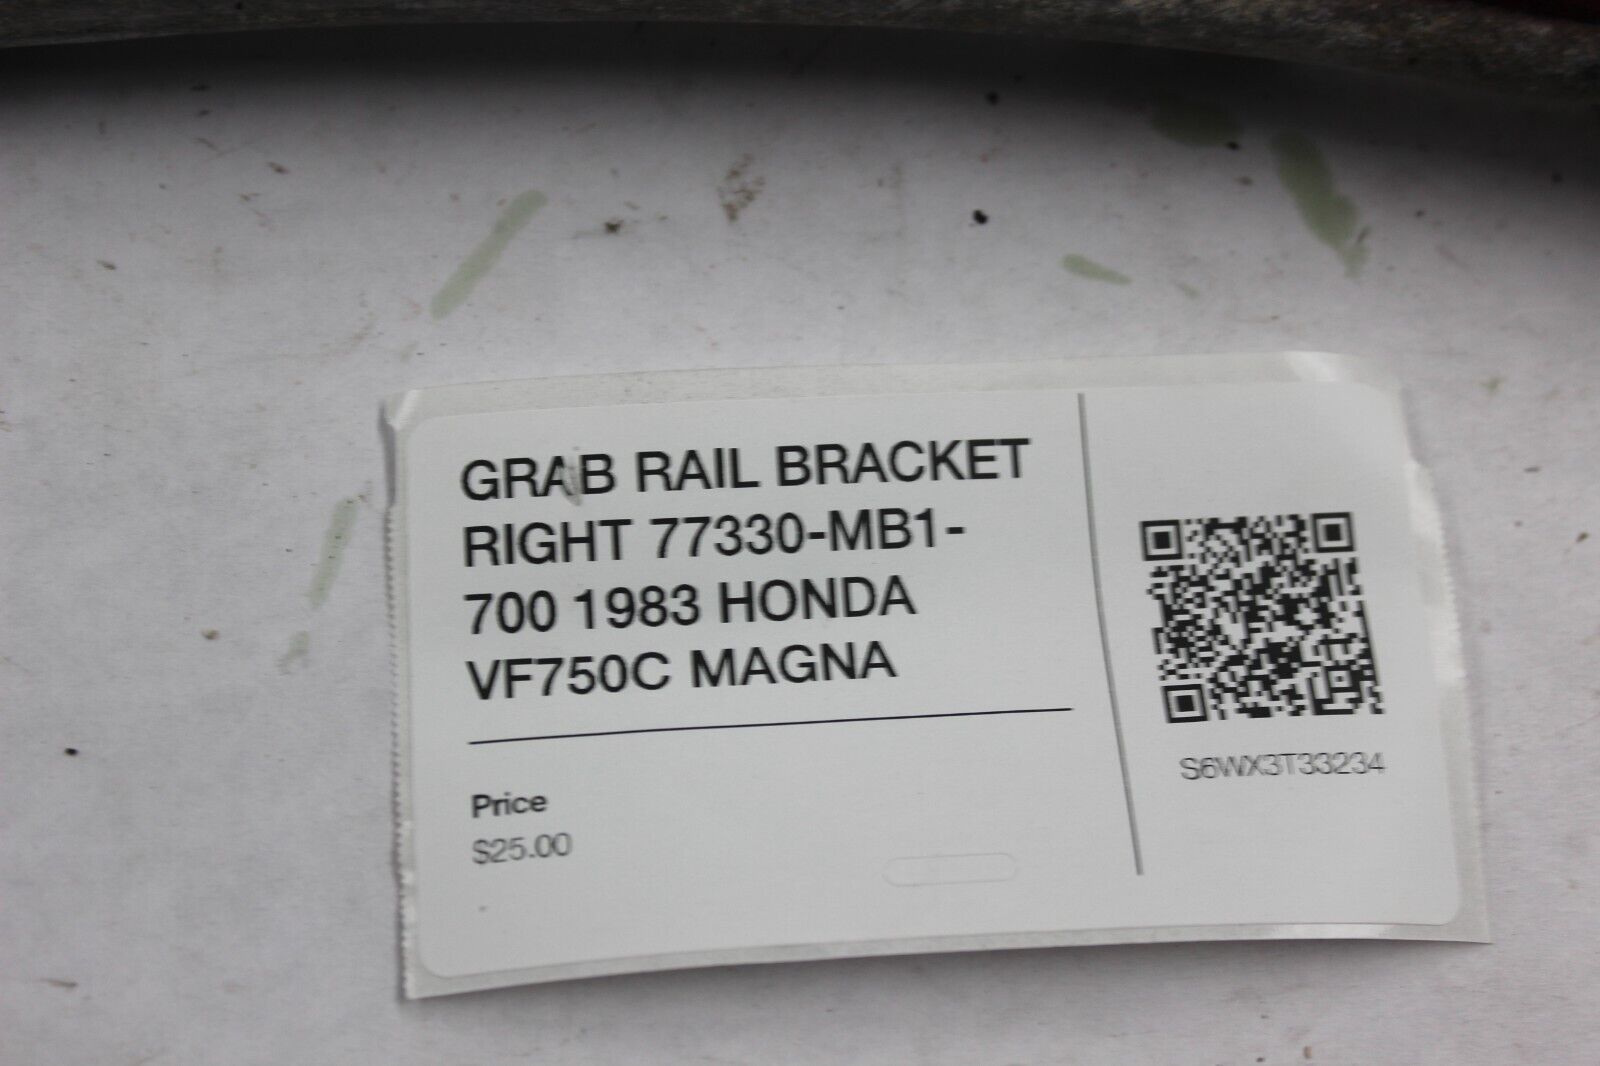 GRAB RAIL BRACKET
RIGHT 77330-MB1-
700 1983 HONDA
VF750C MAGNA
Price
$25.00
S6WX3T33234